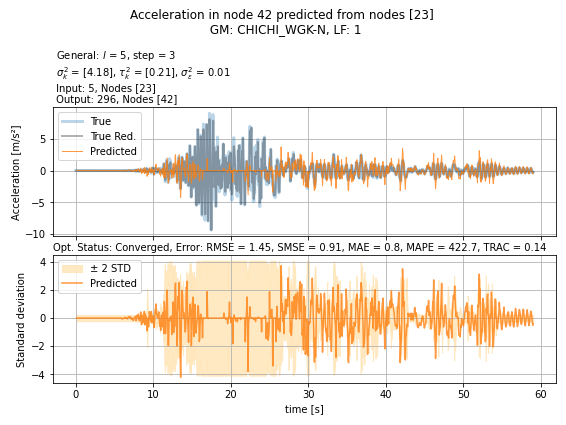 Acceleration in node 42 predicted from nodes [23]
GM: CHICHI_WGK-N, LF: 1
General: l = 5, step = 3
σ²ₖ = [4.18], τ²ₖ = [0.21], σ²ε = 0.01
Input: 5, Nodes [23]
Output: 296, Nodes [42]
True
True Red.
Predicted
Acceleration [m/s²]
5
0
−5
−10
Opt. Status: Converged, Error: RMSE = 1.45, SMSE = 0.91, MAE = 0.8, MAPE = 422.7, TRAC = 0.14
± 2 STD
Predicted
Standard deviation
4
2
0
−2
−4
0 10 20 30 40 50 60
time [s]